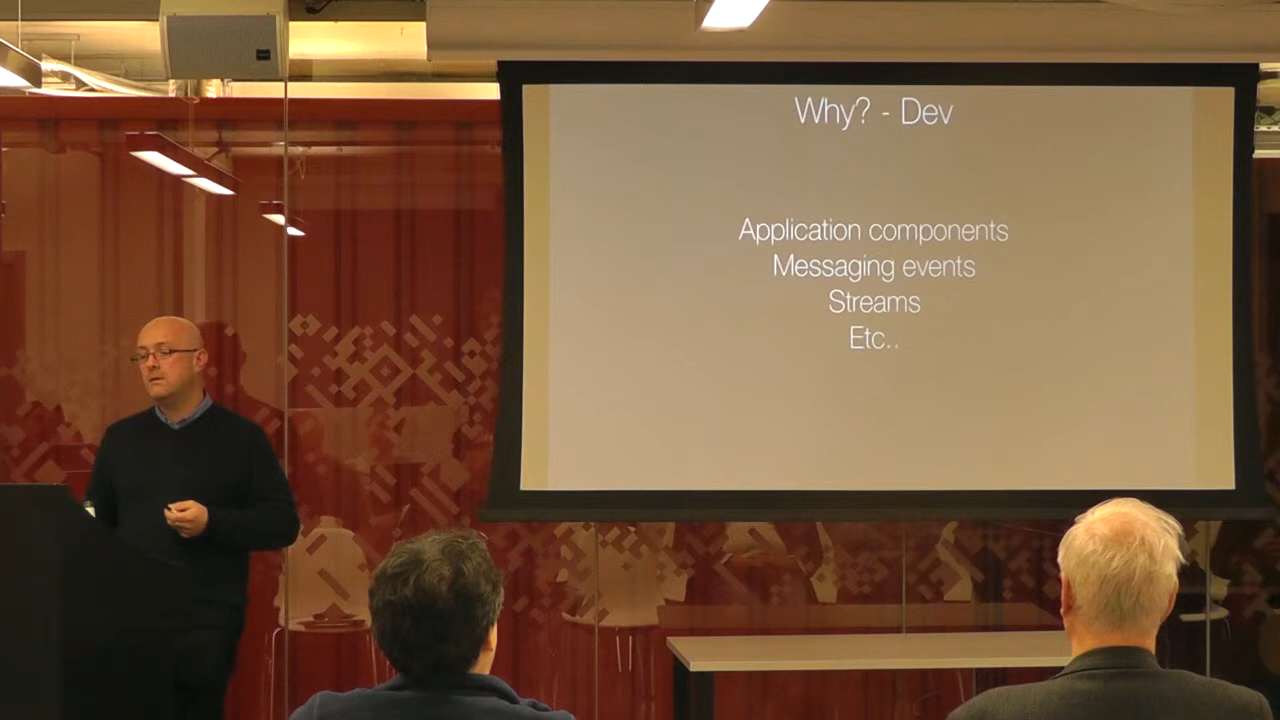 Why? - Dev
Application components
Messaging events
Streams
Etc..